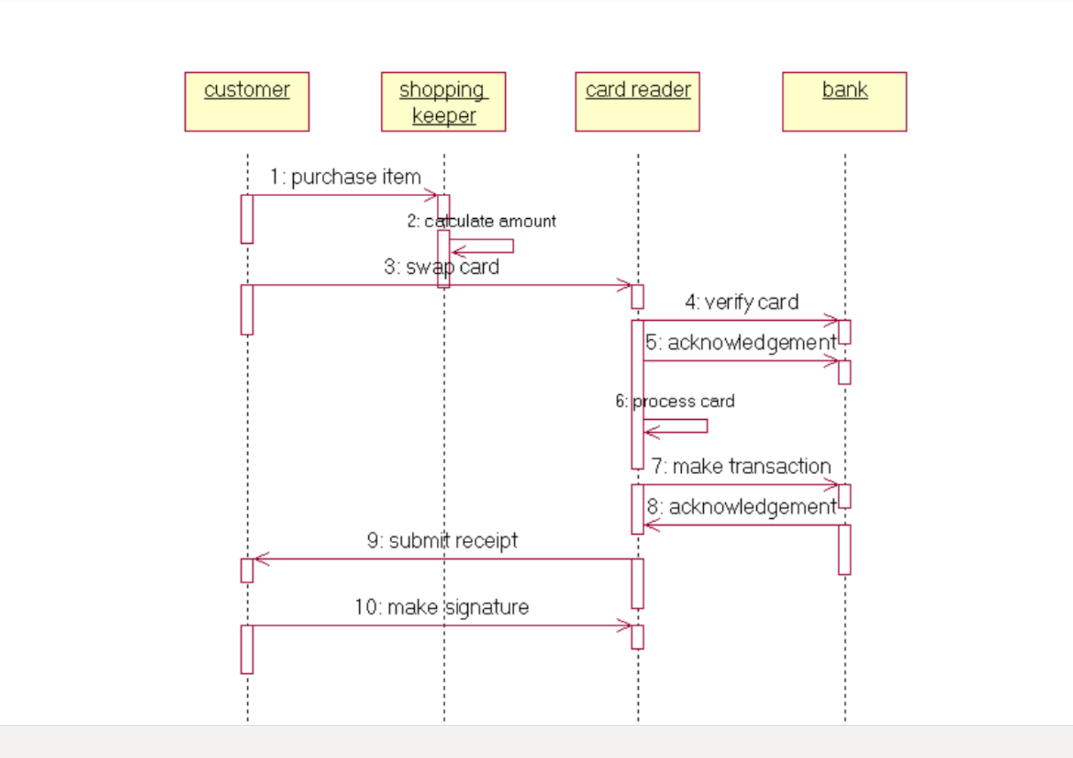 customer
shopping
keeper
card reader
bank
1: purchase item
2: calculate amount
3: swap card
4: verify card
5: acknowledgement
6: process card
7: make transaction
8: acknowledgement
9: submit receipt
10: make signature